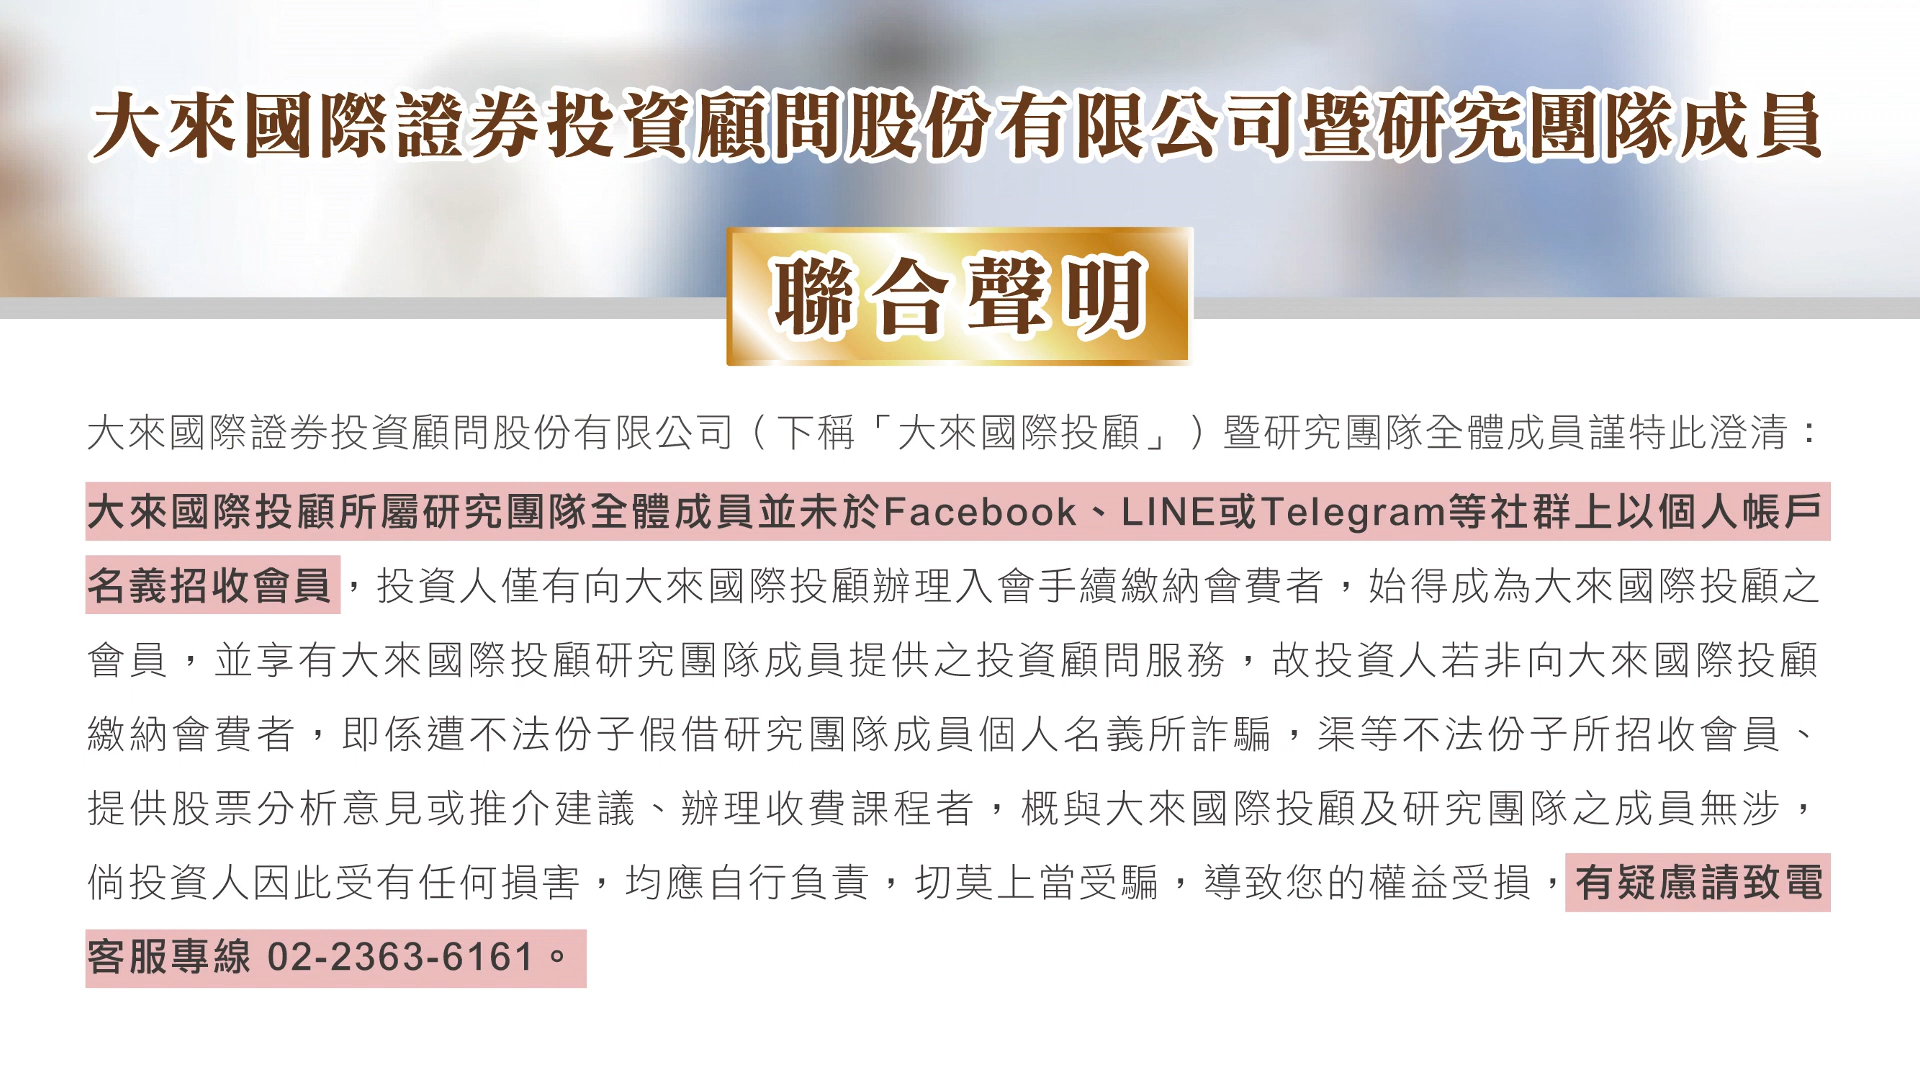 大來國際證券投資顧問股份有限公司暨研究團隊成員
聯合聲明
大來國際證券投資顧問股份有限公司（下稱「大來國際投顧」）暨研究團隊全體成員謹特此澄清：
大來國際投顧所屬研究團隊全體成員並未於Facebook、LINE或Telegram等社群上以個人帳戶
名義招收會員，投資人僅有向大來國際投顧辦理入會手續繳納會費者，始得成為大來國際投顧之
會員，並享有大來國際投顧研究團隊成員提供之投資顧問服務，故投資人若非向大來國際投顧
繳納會費者，即係遭不法份子假借研究團隊成員個人名義所詐騙，渠等不法份子所招收會員、
提供股票分析意見或推介建議、辦理收費課程者，概與大來國際投顧及研究團隊之成員無涉，
倘投資人因此受有任何損害，均應自行負責，切莫上當受騙，導致您的權益受損，有疑慮請致電
客服專線 02-2363-6161。